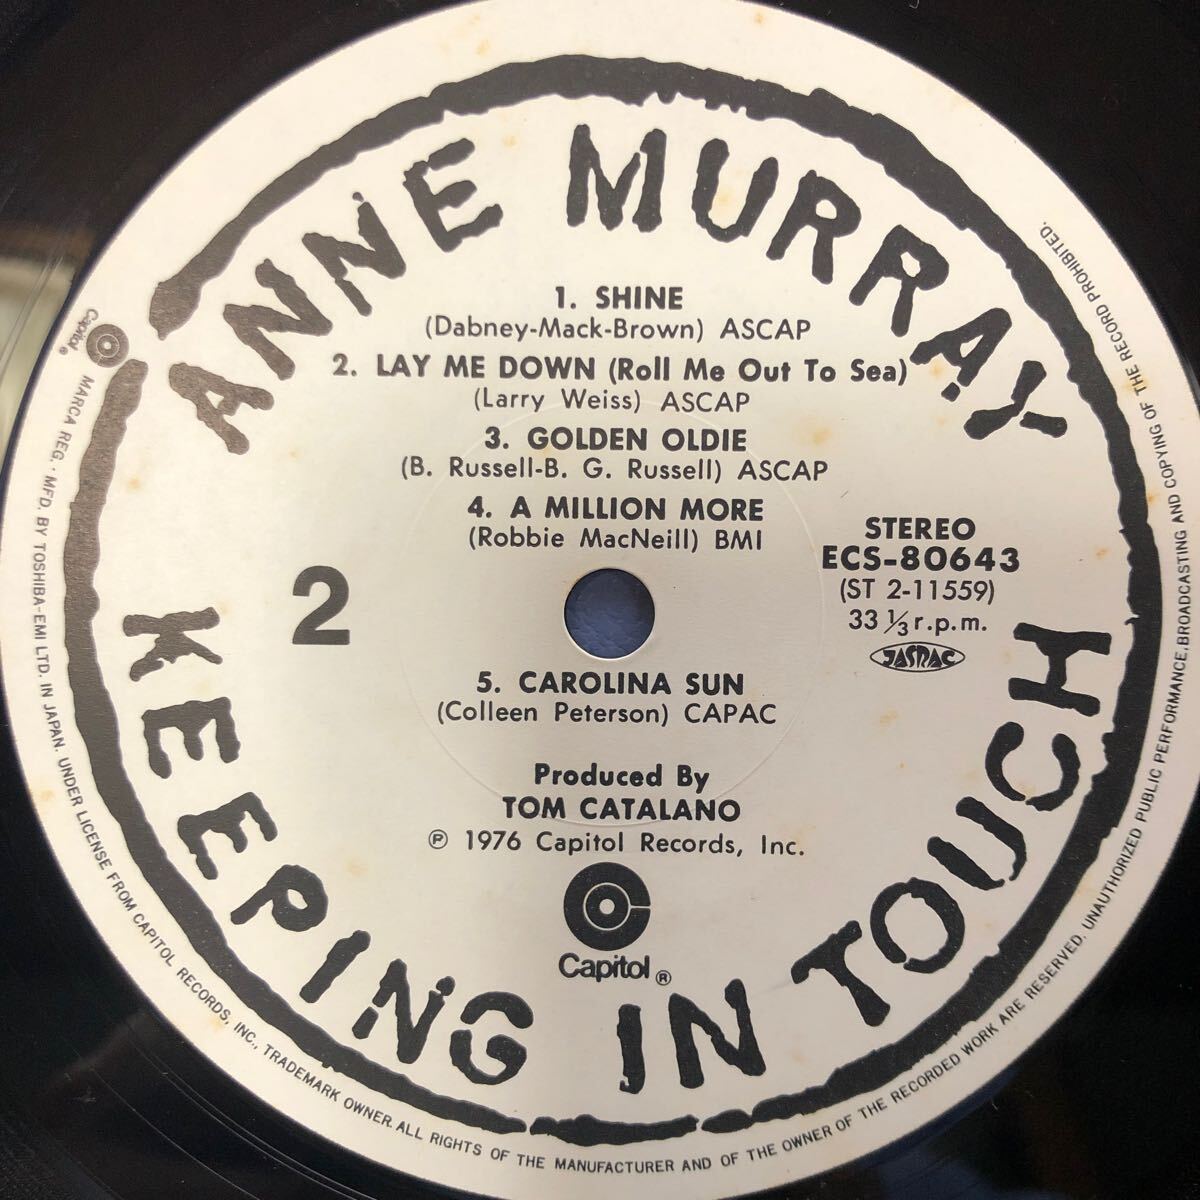 ANNE MURRAY
1. SHINE
(Dabney-Mack-Brown) ASCAP
2. LAY ME DOWN (Roll Me Out To Sea)
(Larry Weiss) ASCAP
3. GOLDEN OLDIE
(B. Russell-B. G. Russell) ASCAP
4. A MILLION MORE
(Robbie MacNeill) BMI
STEREO
ECS-80643
(ST 2-11559)
33 1/3 r.p.m.
JASRAC
2
5. CAROLINA SUN
(Colleen Peterson) CAPAC
Produced By
TOM CATALANO
Ⓟ 1976 Capitol Records, Inc.
Capitol ®
KEEPING IN TOUCH
Capitol ® MARCA REG. · MFD. BY TOSHIBA-EMI LTD. IN JAPAN. UNDER LICENSE FROM CAPITOL RECORDS, INC., TRADEMARK OWNER. ALL RIGHTS OF THE MANUFACTURER AND OF THE OWNER OF THE RECORDED WORK ARE RESERVED. UNAUTHORIZED PUBLIC PERFORMANCE, BROADCASTING AND COPYING OF THE RECORD PROHIBITED.